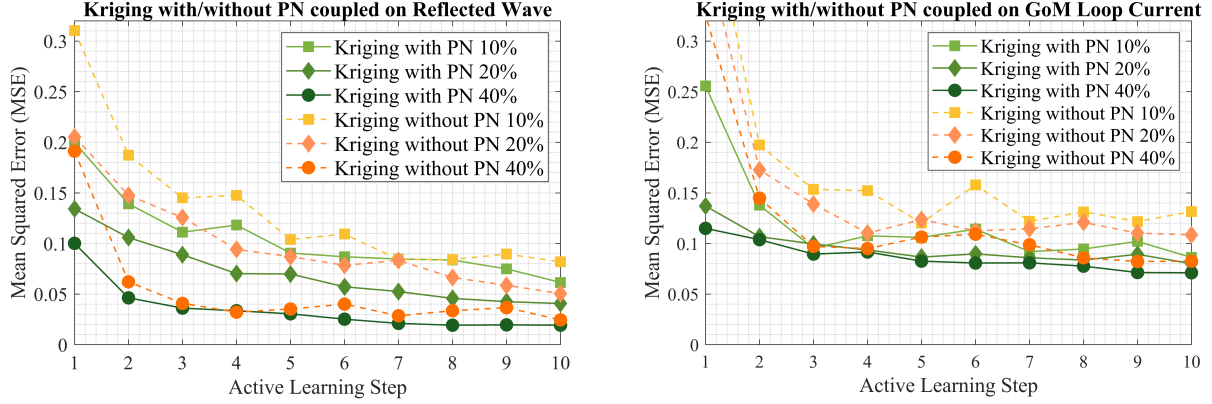 Kriging with/without PN coupled on Reflected Wave
Mean Squared Error (MSE)
0.3
0.25
0.2
0.15
0.1
0.05
0
Kriging with PN 10%
Kriging with PN 20%
Kriging with PN 40%
Kriging without PN 10%
Kriging without PN 20%
Kriging without PN 40%
1 2 3 4 5 6 7 8 9 10
Active Learning Step
Kriging with/without PN coupled on GoM Loop Current
Mean Squared Error (MSE)
0.3
0.25
0.2
0.15
0.1
0.05
0
Kriging with PN 10%
Kriging with PN 20%
Kriging with PN 40%
Kriging without PN 10%
Kriging without PN 20%
Kriging without PN 40%
1 2 3 4 5 6 7 8 9 10
Active Learning Step